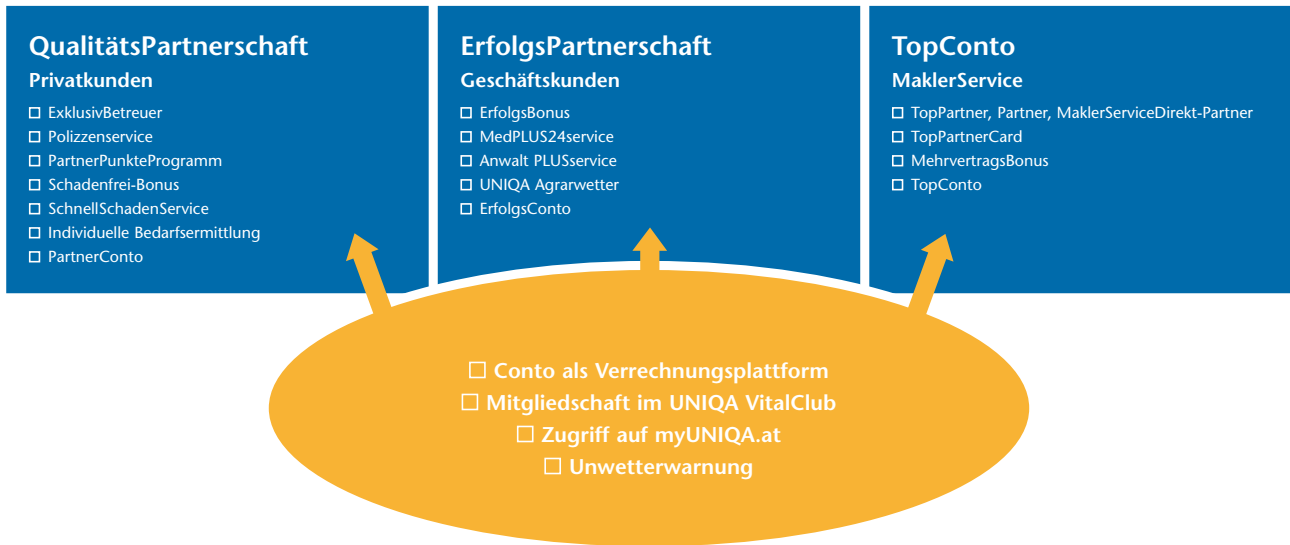 QualitätsPartnerschaft
Privatkunden
☐ ExklusivBetreuer
☐ Polizzenservice
☐ PartnerPunkteProgramm
☐ Schadenfrei-Bonus
☐ SchnellSchadenService
☐ Individuelle Bedarfsermittlung
☐ PartnerConto
ErfolgsPartnerschaft
Geschäftskunden
☐ ErfolgsBonus
☐ MedPLUS24service
☐ Anwalt PLUSservice
☐ UNIQA Agrarwetter
☐ ErfolgsConto
TopConto
MaklerService
☐ TopPartner, Partner, MaklerServiceDirekt-Partner
☐ TopPartnerCard
☐ MehrvertragsBonus
☐ TopConto
☐ Conto als Verrechnungsplattform
☐ Mitgliedschaft im UNIQA VitalClub
☐ Zugriff auf myUNIQA.at
☐ Unwetterwarnung